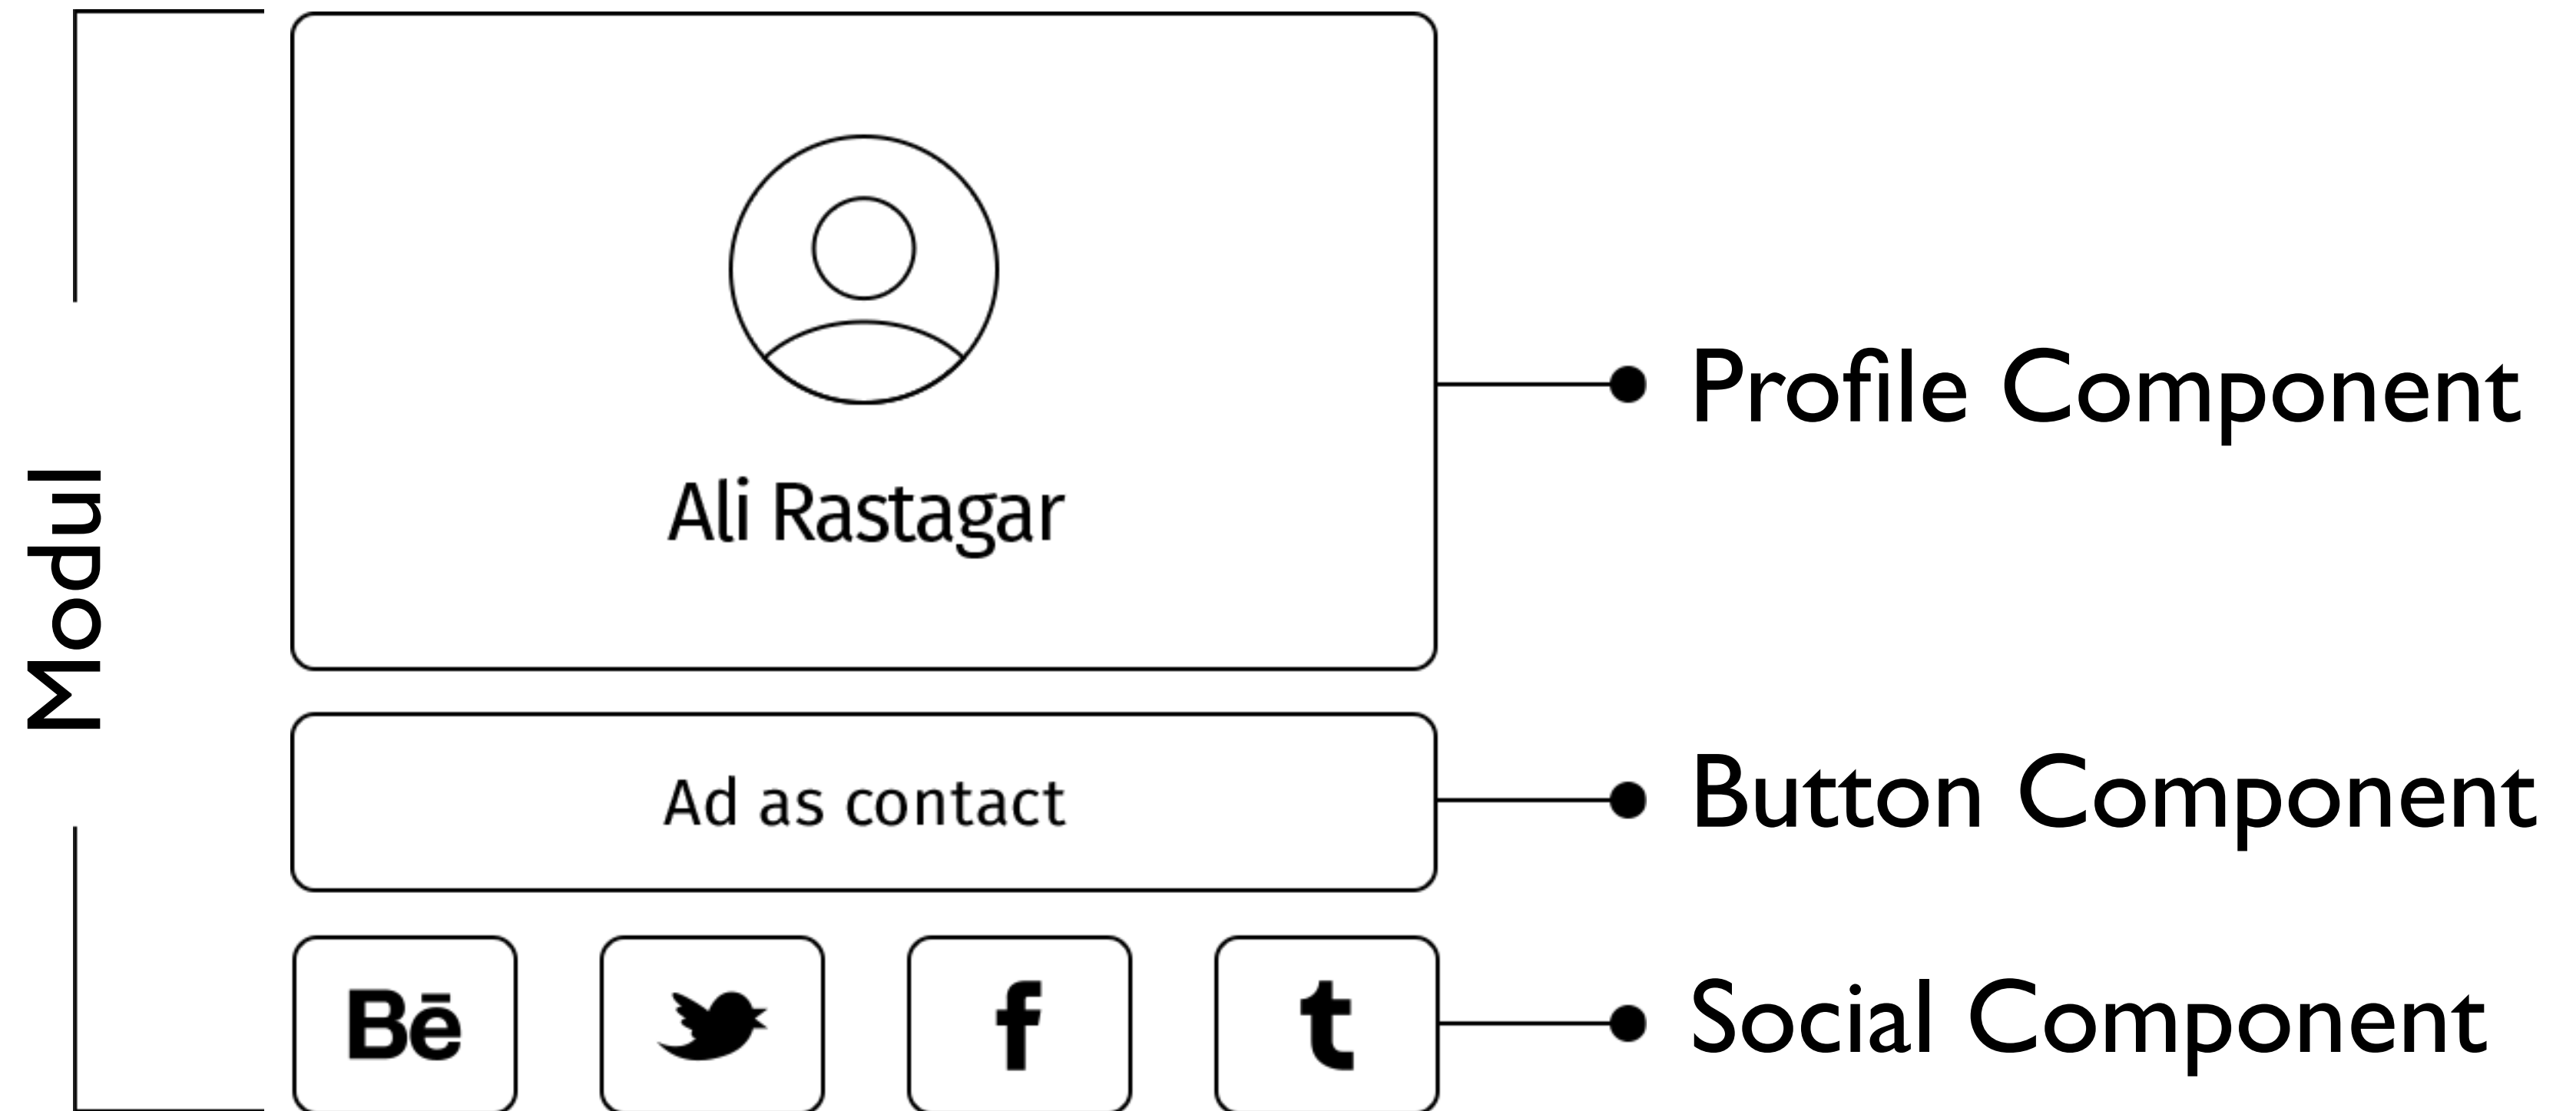 Modul
Ali Rastagar
Profile Component
Ad as contact
Button Component
Bē
f
t
Social Component